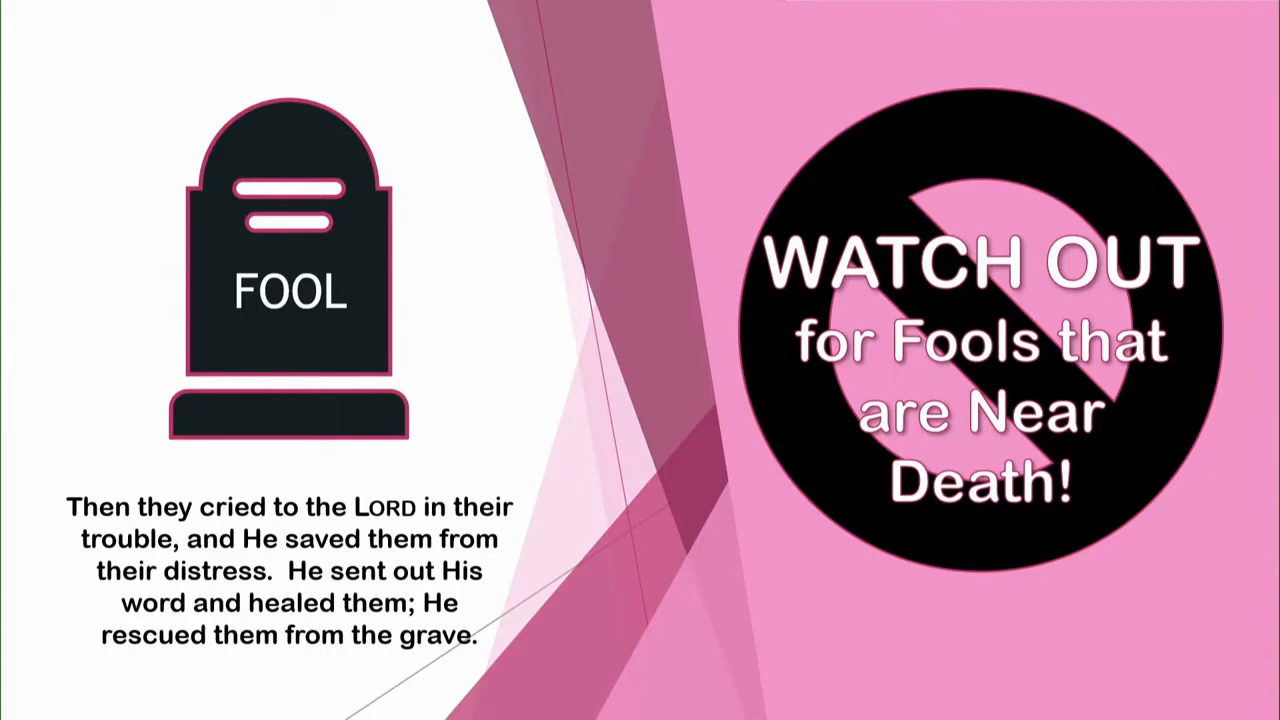 FOOL
Then they cried to the LORD in their
trouble, and He saved them from
their distress.  He sent out His
word and healed them; He
rescued them from the grave.
WATCH OUT
for Fools that
are Near
Death!